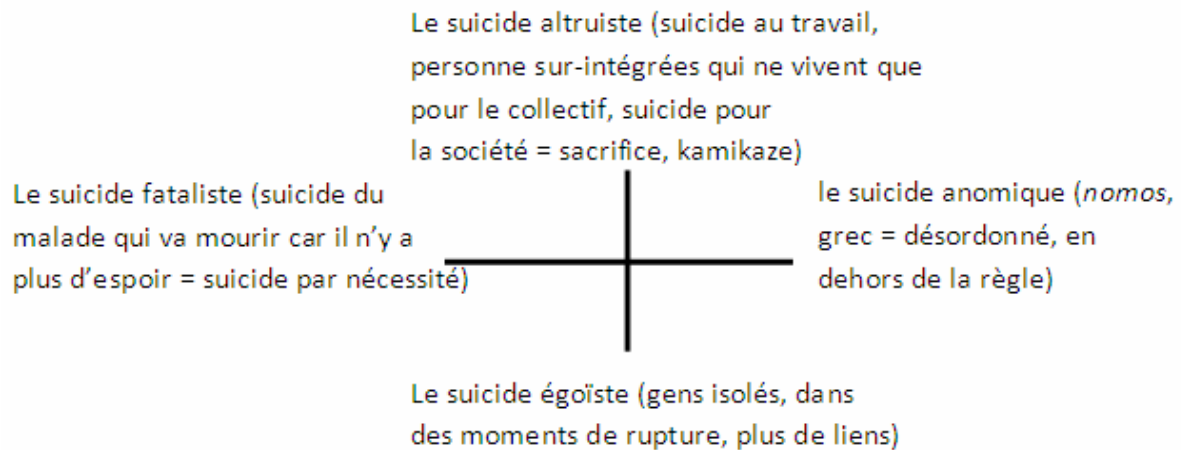 Le suicide altruiste (suicide au travail,
personne sur-intégrées qui ne vivent que
pour le collectif, suicide pour
la société = sacrifice, kamikaze)
Le suicide fataliste (suicide du
malade qui va mourir car il n'y a
plus d'espoir = suicide par nécessité)
le suicide anomique (nomos,
grec = désordonné, en
dehors de la règle)
Le suicide égoïste (gens isolés, dans
des moments de rupture, plus de liens)